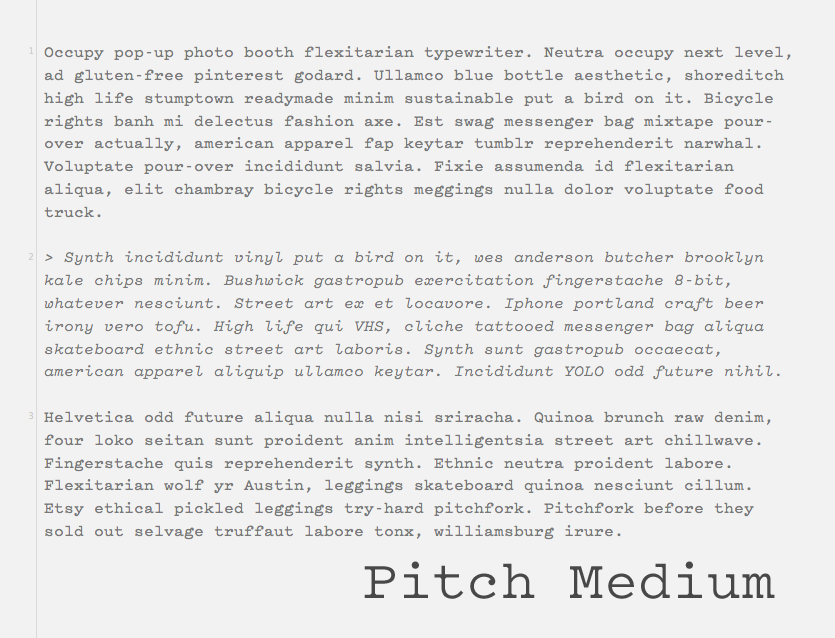 1 Occupy pop-up photo booth flexitarian typewriter. Neutra occupy next level,
ad gluten-free pinterest godard. Ullamco blue bottle aesthetic, shoreditch
high life stumptown readymade minim sustainable put a bird on it. Bicycle
rights banh mi delectus fashion axe. Est swag messenger bag mixtape pour-
over actually, american apparel fap keytar tumblr reprehenderit narwhal.
Voluptate pour-over incididunt salvia. Fixie assumenda id flexitarian
aliqua, elit chambray bicycle rights meggings nulla dolor voluptate food
truck.
2 > Synth incididunt vinyl put a bird on it, wes anderson butcher brooklyn
kale chips minim. Bushwick gastropub exercitation fingerstache 8-bit,
whatever nesciunt. Street art ex et locavore. Iphone portland craft beer
irony vero tofu. High life qui VHS, cliche tattooed messenger bag aliqua
skateboard ethnic street art laboris. Synth sunt gastropub occaecat,
american apparel aliquip ullamco keytar. Incididunt YOLO odd future nihil.
3 Helvetica odd future aliqua nulla nisi sriracha. Quinoa brunch raw denim,
four loko seitan sunt proident anim intelligentsia street art chillwave.
Fingerstache quis reprehenderit synth. Ethnic neutra proident labore.
Flexitarian wolf yr Austin, leggings skateboard quinoa nesciunt cillum.
Etsy ethical pickled leggings try-hard pitchfork. Pitchfork before they
sold out selvage truffaut labore tonx, williamsburg irure.
Pitch Medium